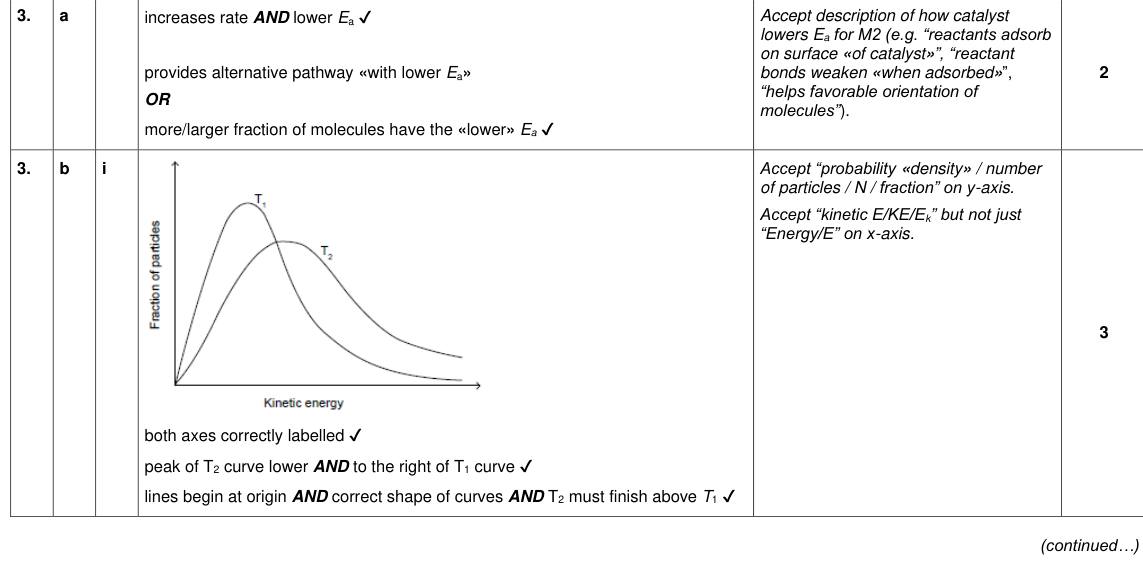 3. a increases rate AND lower Ea ✓
provides alternative pathway «with lower Ea»
OR
more/larger fraction of molecules have the «lower» Ea ✓
Accept description of how catalyst
lowers Ea for M2 (e.g. “reactants adsorb
on surface «of catalyst»”, “reactant
bonds weaken «when adsorbed»”,
“helps favorable orientation of
molecules”).
2
3. b i
T1
T2
Fraction of particles
Kinetic energy
both axes correctly labelled ✓
peak of T2 curve lower AND to the right of T1 curve ✓
lines begin at origin AND correct shape of curves AND T2 must finish above T1 ✓
Accept “probability «density» / number
of particles / N / fraction” on y-axis.
Accept “kinetic E/KE/Ek” but not just
“Energy/E” on x-axis.
3
(continued…)